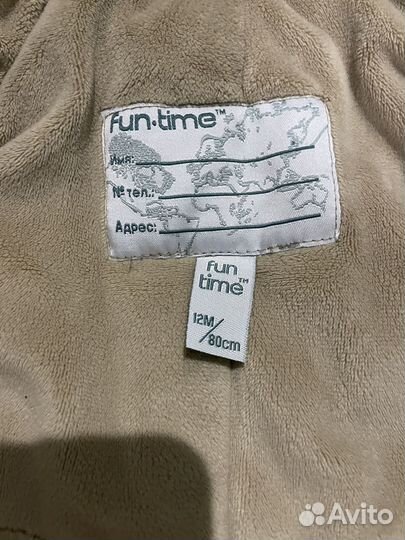 fun·time™
Имя:
№ тел.:
Адрес:
fun
time™
12M/
80cm
Avito